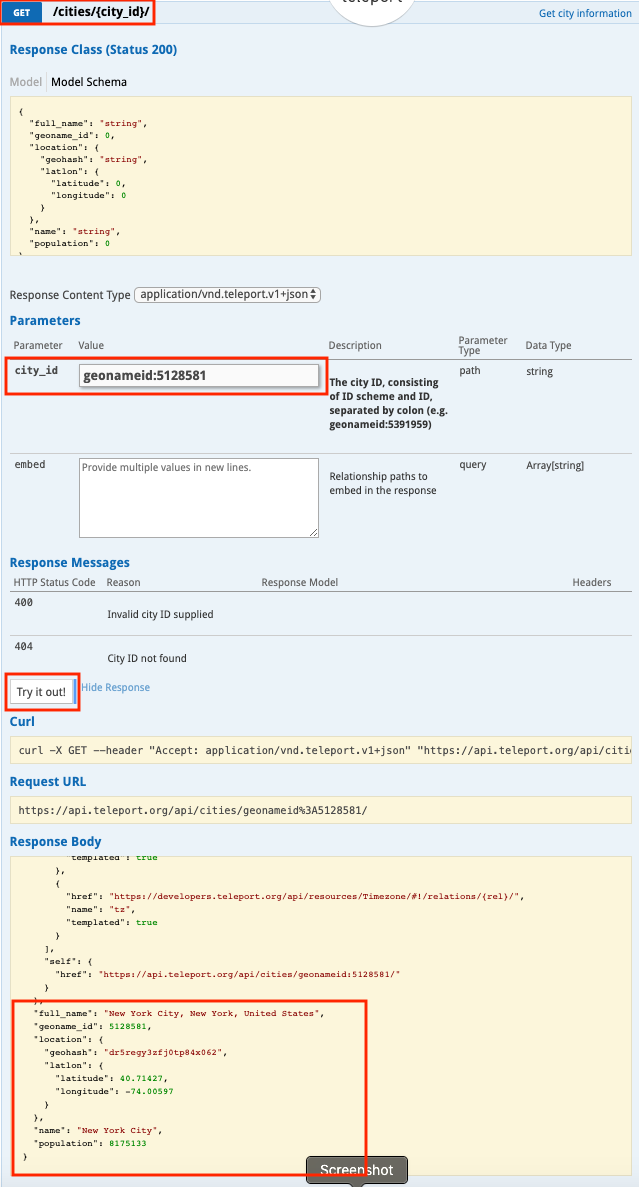 GET /cities/{city_id}/
teleport
Get city information
Response Class (Status 200)
Model Model Schema
{
"full_name": "string",
"geoname_id": 0,
"location": {
"geohash": "string",
"latlon": {
"latitude": 0,
"longitude": 0
}
},
"name": "string",
"population": 0
Response Content Type application/vnd.teleport.v1+json
Parameters
Parameter Value Description Parameter Type Data Type
city_id geonameid:5128581 The city ID, consisting of ID scheme and ID, separated by colon (e.g. geonameid:5391959) path string
embed Provide multiple values in new lines. Relationship paths to embed in the response query Array[string]
Response Messages
HTTP Status Code Reason Response Model Headers
400 Invalid city ID supplied
404 City ID not found
Try it out! Hide Response
Curl
curl -X GET --header "Accept: application/vnd.teleport.v1+json" "https://api.teleport.org/api/citi
Request URL
https://api.teleport.org/api/cities/geonameid%3A5128581/
Response Body
"templated": true
},
{
"href": "https://developers.teleport.org/api/resources/Timezone/#!/relations/{rel}/",
"name": "tz",
"templated": true
}
],
"self": {
"href": "https://api.teleport.org/api/cities/geonameid:5128581/"
}
},
"full_name": "New York City, New York, United States",
"geoname_id": 5128581,
"location": {
"geohash": "dr5regy3zfj0tp84x062",
"latlon": {
"latitude": 40.71427,
"longitude": -74.00597
}
},
"name": "New York City",
"population": 8175133
}
Screenshot